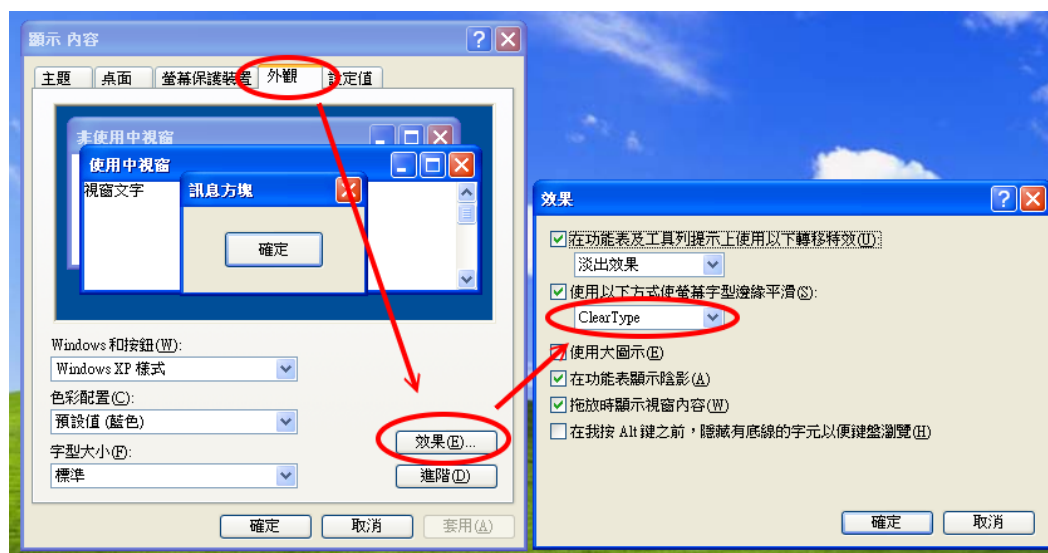 顯示 內容
主題
桌面
螢幕保護裝置
外觀
設定值
非使用中視窗
使用中視窗
視窗文字
訊息方塊
確定
Windows 和按鈕(W):
Windows XP 樣式
色彩配置(C):
預設值 (藍色)
字型大小(F):
標準
效果(E)...
進階(D)
確定
取消
套用(A)
效果
在功能表及工具列提示上使用以下轉移特效(U):
淡出效果
使用以下方式使螢幕字型邊緣平滑(S):
ClearType
使用大圖示(E)
在功能表顯示陰影(A)
拖放時顯示視窗內容(W)
在我按 Alt 鍵之前，隱藏有底線的字元以便鍵盤瀏覽(H)
確定
取消